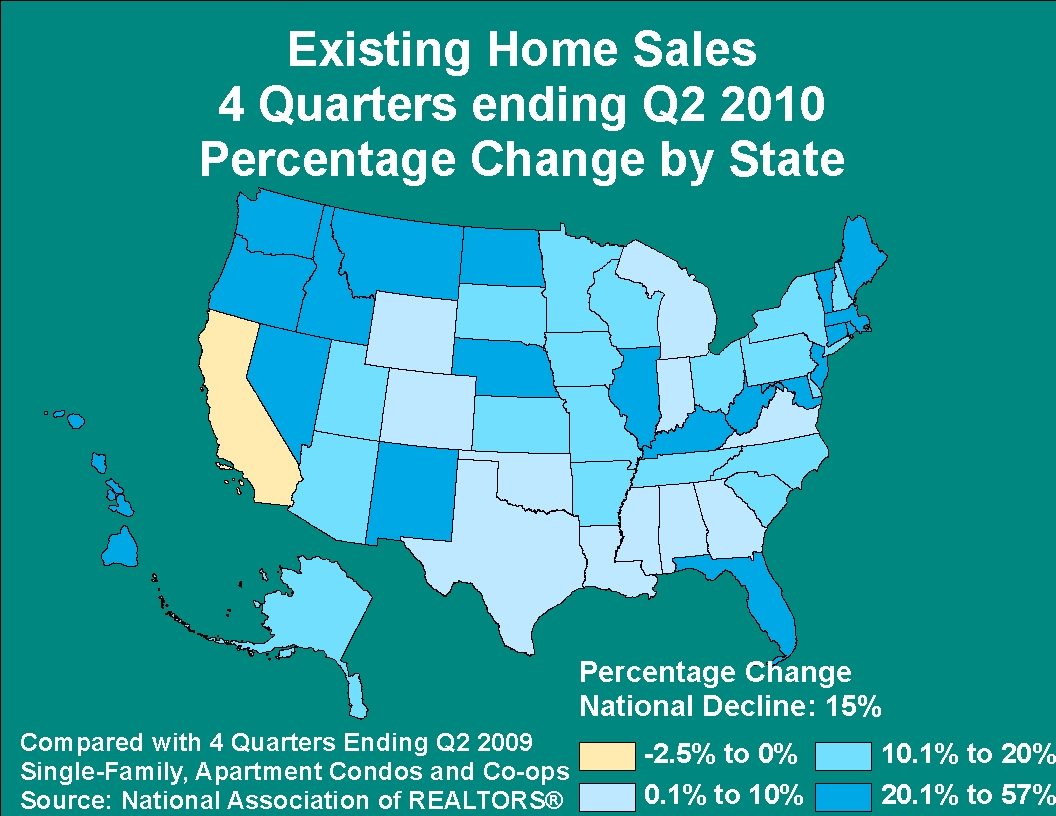 Existing Home Sales
4 Quarters ending Q2 2010
Percentage Change by State
Percentage Change
National Decline: 15%
-2.5% to 0%
10.1% to 20%
0.1% to 10%
20.1% to 57%
Compared with 4 Quarters Ending Q2 2009
Single-Family, Apartment Condos and Co-ops
Source: National Association of REALTORS®